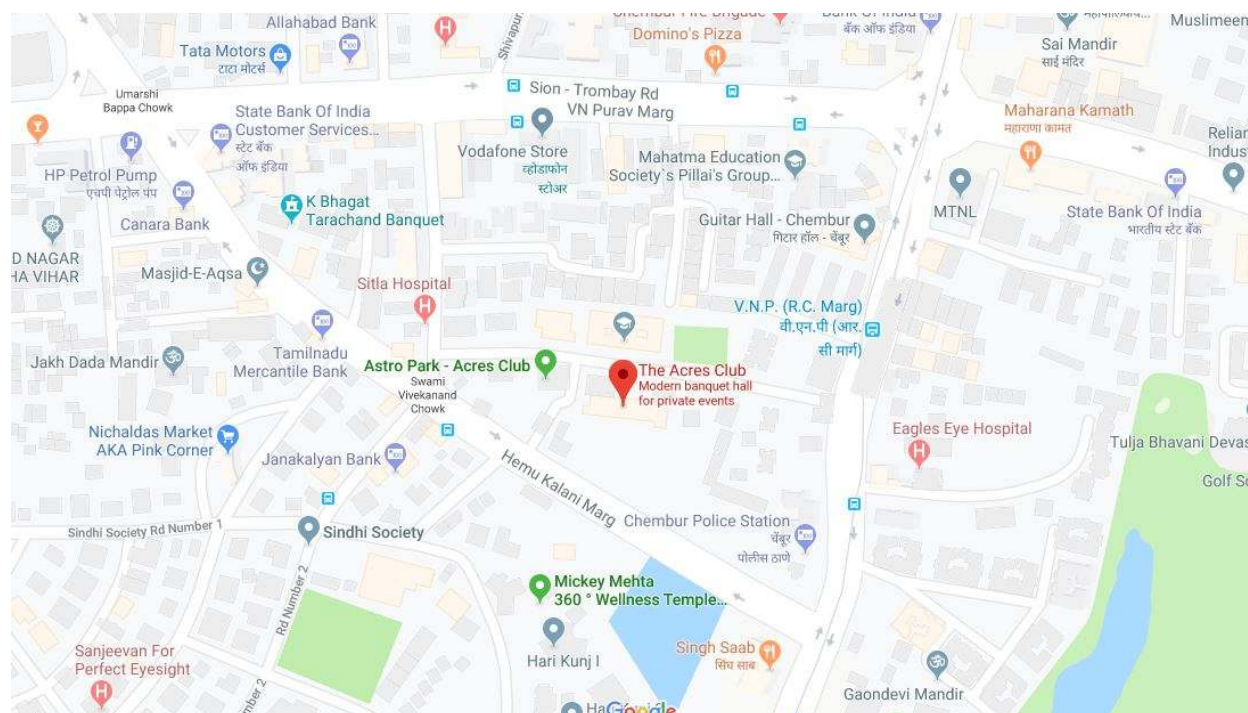 Allahabad Bank
Chembur Fire Brigade
Domino's Pizza
बँक ऑफ इंडिया
Sai Mandir
साई मंदिर
Muslimeen
Tata Motors
टाटा मोटर्स
Shivapur
Umarshi
Bappa Chowk
Sion - Trombay Rd
VN Purav Marg
State Bank Of India
Customer Services...
स्टेट बँक
ऑफ इंडिया
Maharana Kamath
महाराणा कामत
HP Petrol Pump
एचपी पेट्रोल पंप
Vodafone Store
व्होडाफोन
स्टोअर
Mahatma Education
Society's Pillai's Group...
Relian
Indus
K Bhagat
Tarachand Banquet
Canara Bank
MTNL
State Bank Of India
भारतीय स्टेट बँक
Guitar Hall - Chembur
गिटार हॉल - चेंबूर
D NAGAR
HA VIHAR
Masjid-E-Aqsa
Sitla Hospital
V.N.P. (R.C. Marg)
वी.एन.पी (आर.
सी मार्ग)
Jakh Dada Mandir
Tamilnadu
Mercantile Bank
Astro Park - Acres Club
The Acres Club
Modern banquet hall
for private events
Swami
Vivekanand
Chowk
Nichaldas Market
AKA Pink Corner
Janakalyan Bank
Eagles Eye Hospital
Tulja Bhavani Devas
Golf So
Hemu Kalani Marg
Sindhi Society Rd Number 1
Sindhi Society
Chembur Police Station
चेंबूर
पोलीस ठाणे
Rd Number 2
Mickey Mehta
360 ° Wellness Temple...
Hari Kunj I
Singh Saab
सिंघ साब
Sanjeevan For
Perfect Eyesight
Gaondevi Mandir
Number 2
Google